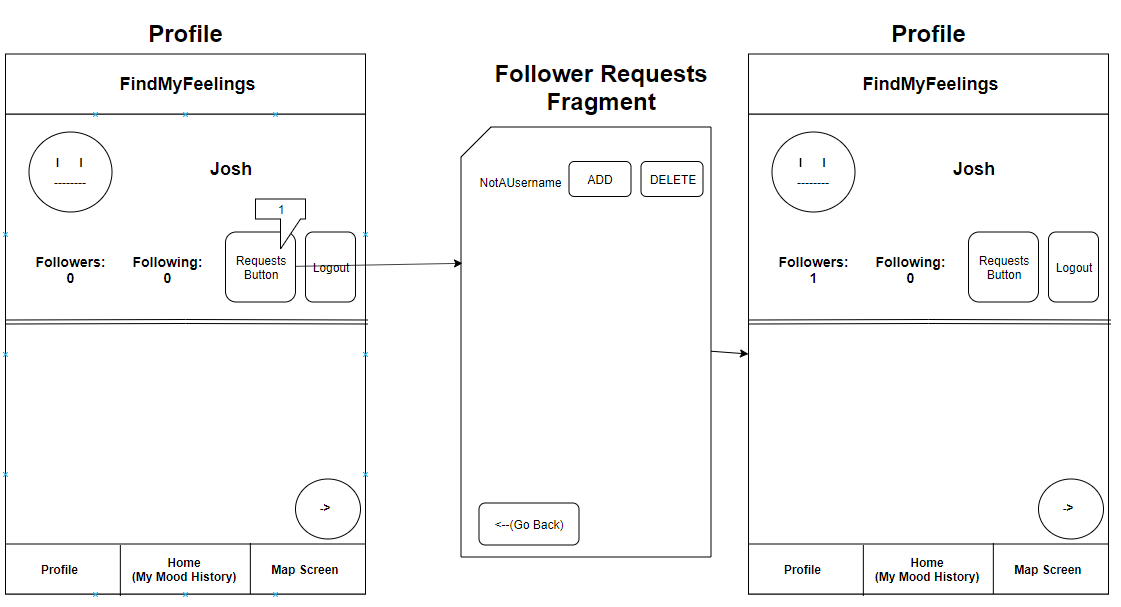 Profile
FindMyFeelings
I I
--------
Josh
1
Followers:
0
Following:
0
Requests
Button
Logout
->
Profile
Home
(My Mood History)
Map Screen
Follower Requests
Fragment
NotAUsername
ADD
DELETE
<--(Go Back)
Profile
FindMyFeelings
I I
--------
Josh
Followers:
1
Following:
0
Requests
Button
Logout
->
Profile
Home
(My Mood History)
Map Screen